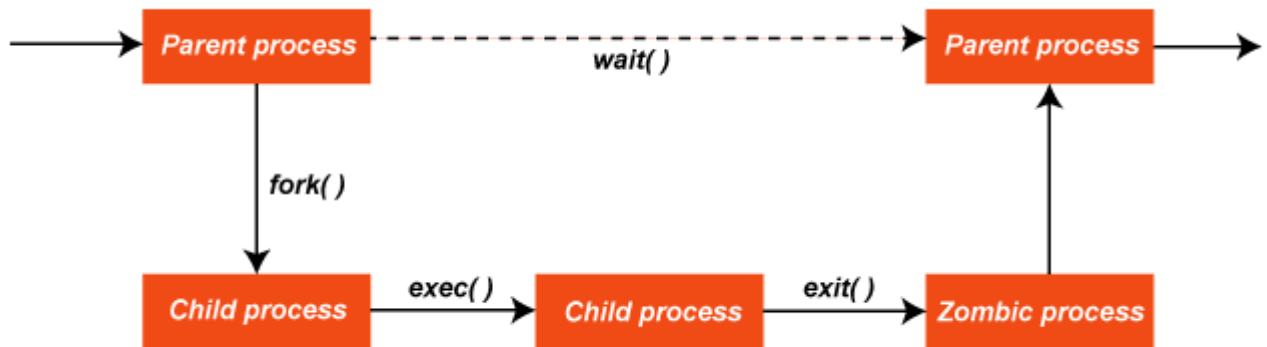 Parent process
wait( )
Parent process
fork( )
Child process
exec( )
Child process
exit( )
Zombic process